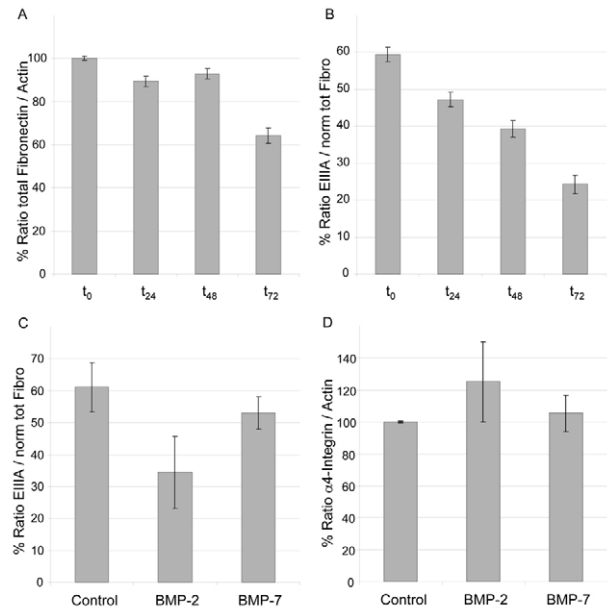 A
% Ratio total Fibronectin / Actin
100
80
60
40
20
0
t0 t24 t48 t72
B
% Ratio EIIIA / norm tot Fibro
60
50
40
30
20
10
0
t0 t24 t48 t72
C
% Ratio EIIIA / norm tot Fibro
70
60
50
40
30
20
10
0
Control BMP-2 BMP-7
D
% Ratio α4-Integrin / Actin
140
120
100
80
60
40
20
0
Control BMP-2 BMP-7